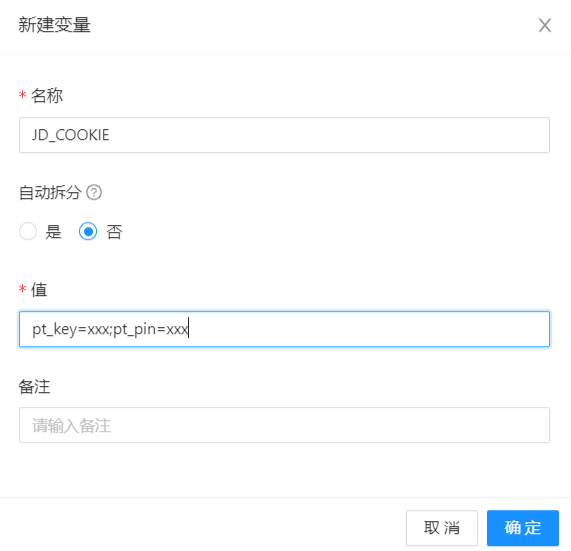 新建变量
* 名称
JD_COOKIE
自动拆分 ?
是 否
* 值
pt_key=xxx;pt_pin=xxx
备注
请输入备注
取 消 确 定